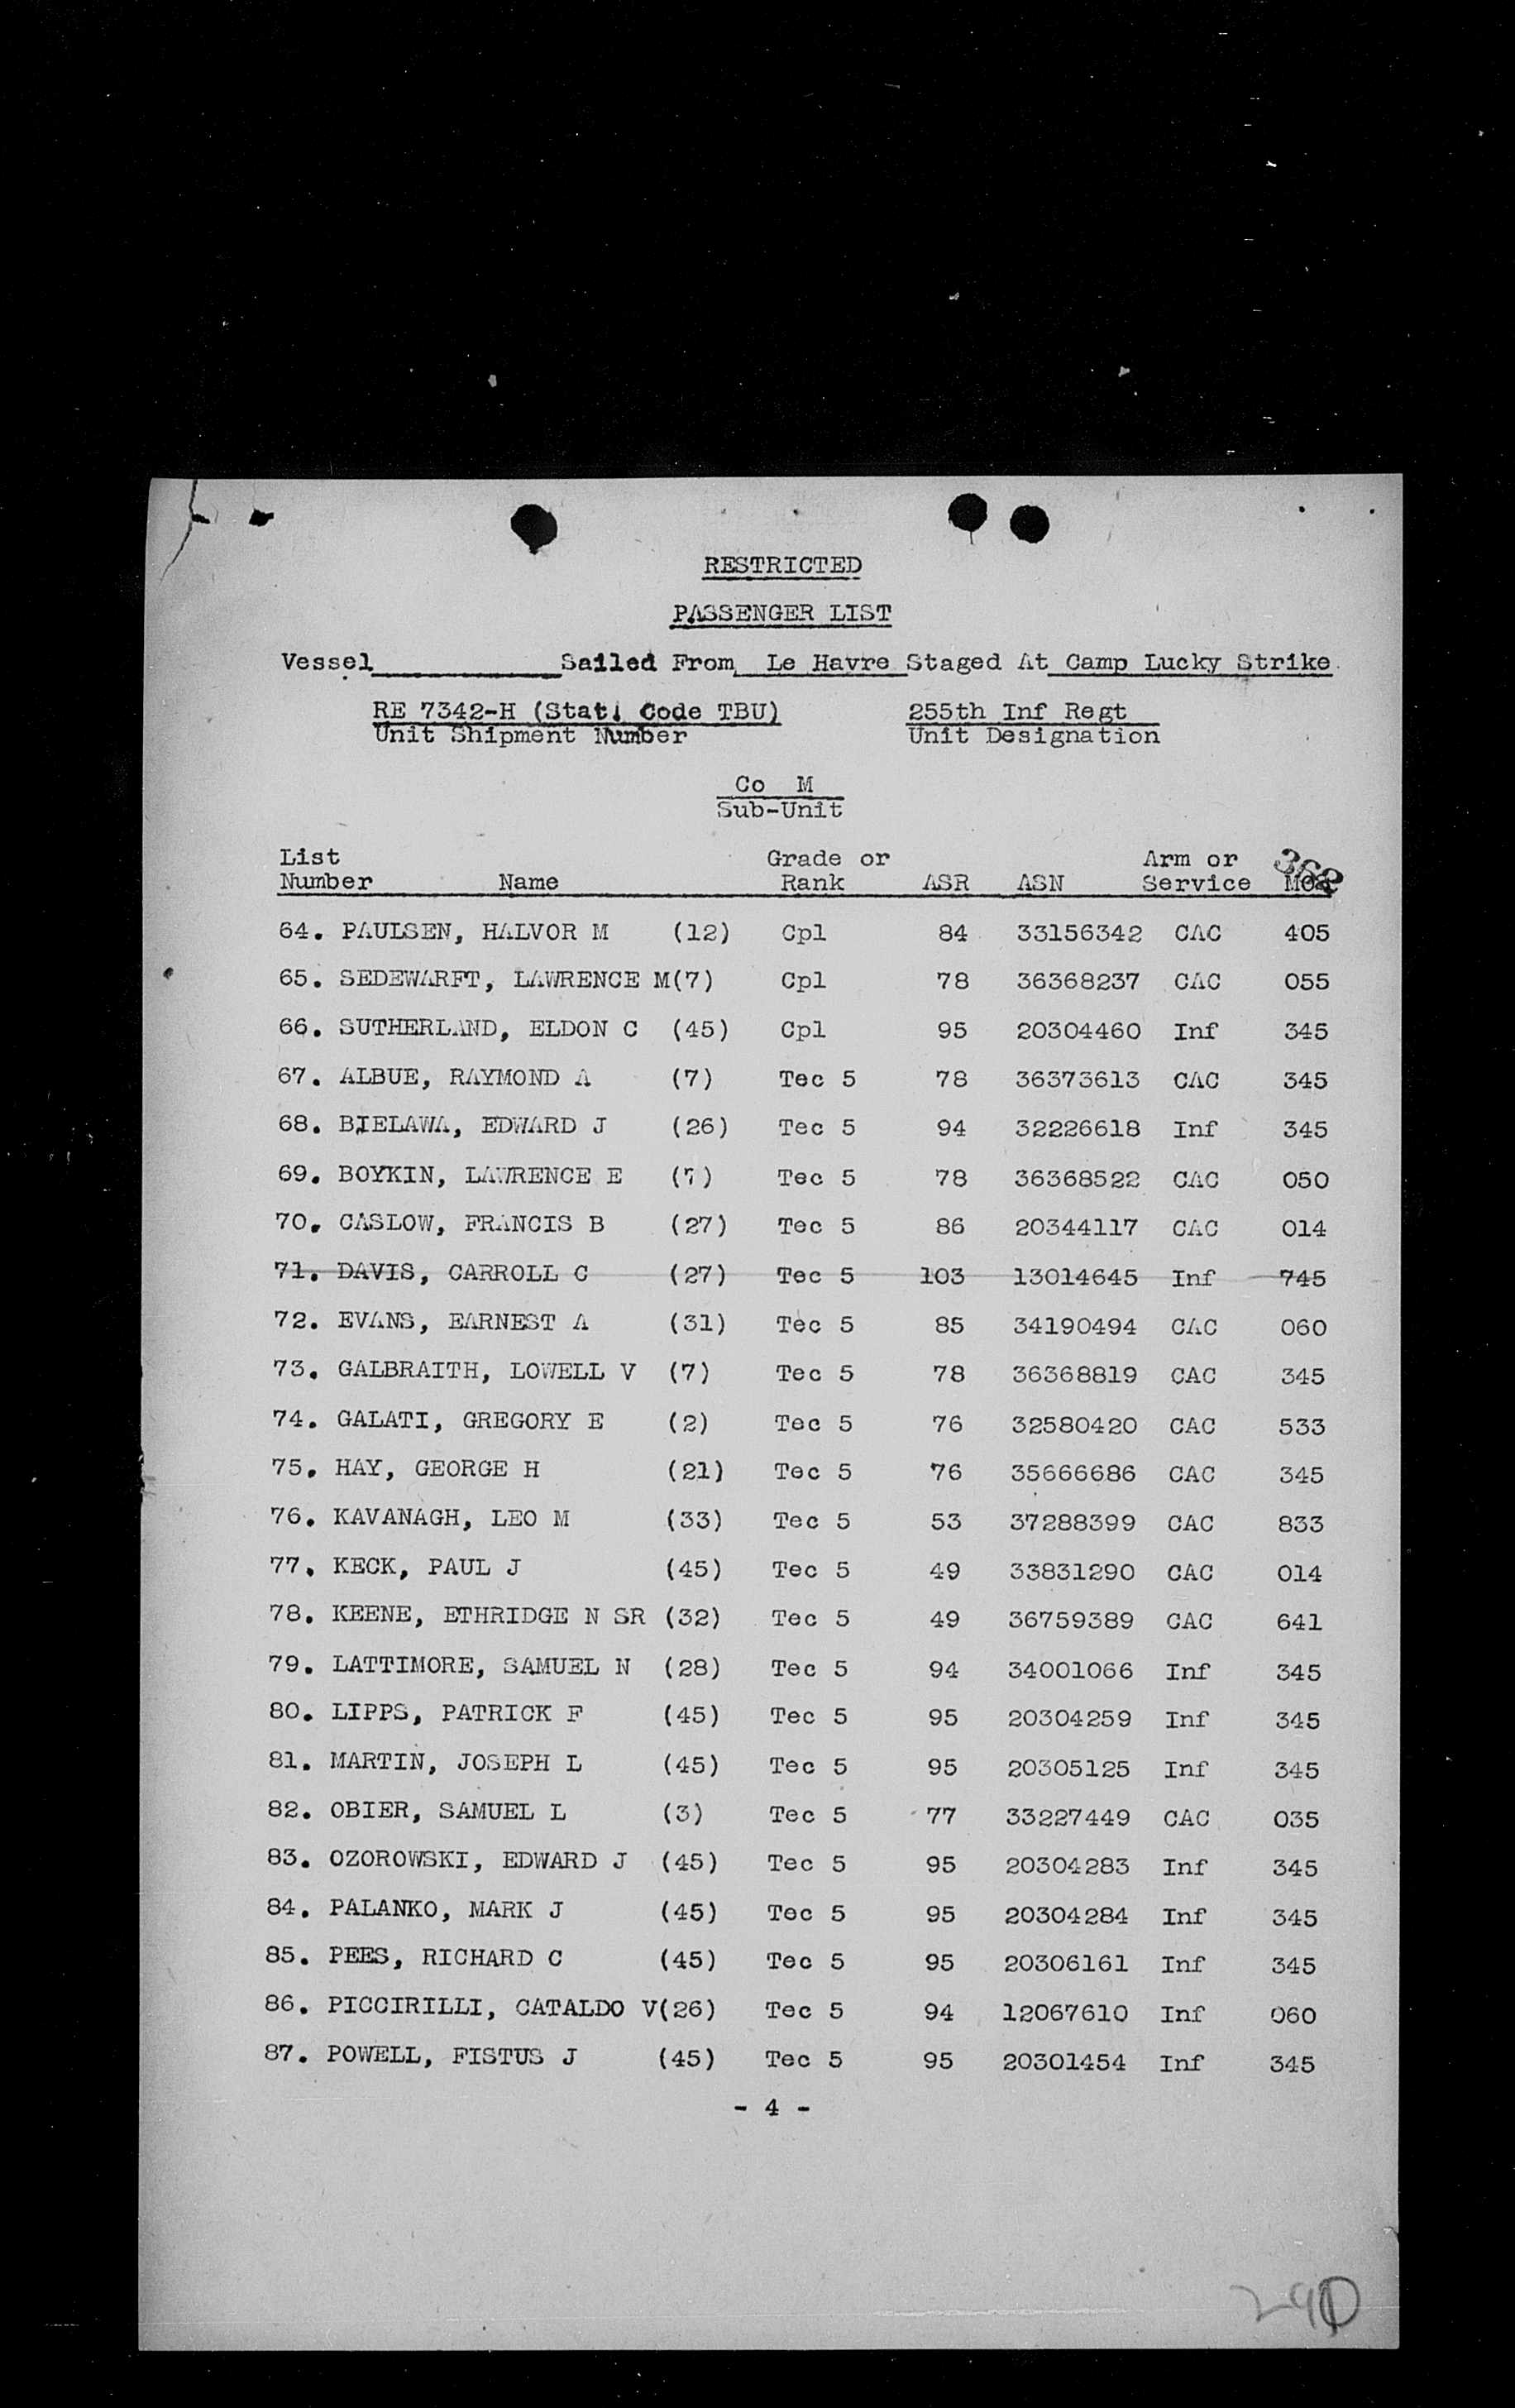 RESTRICTED
PASSENGER LIST
Vessel____________Sailed From Le Havre Staged At Camp Lucky Strike
RE 7342-H (Stat. Code TBU) 255th Inf Regt
Unit Shipment Number Unit Designation
Co M
Sub-Unit
List Grade or Arm or 362
Number Name Rank ASR ASN Service MOS
64. PAULSEN, HALVOR M (12) Cpl 84 33156342 CAC 405
65. SEDEWARFT, LAWRENCE M(7) Cpl 78 36368237 CAC 055
66. SUTHERLAND, ELDON C (45) Cpl 95 20304460 Inf 345
67. ALBUE, RAYMOND A (7) Tec 5 78 36373613 CAC 345
68. BIELAWA, EDWARD J (26) Tec 5 94 32226618 Inf 345
69. BOYKIN, LAWRENCE E (7) Tec 5 78 36368522 CAC 050
70. CASLOW, FRANCIS B (27) Tec 5 86 20344117 CAC 014
71. DAVIS, CARROLL C (27) Tec 5 103 13014645 Inf 745
72. EVANS, EARNEST A (31) Tec 5 85 34190494 CAC 060
73. GALBRAITH, LOWELL V (7) Tec 5 78 36368819 CAC 345
74. GALATI, GREGORY E (2) Tec 5 76 32580420 CAC 533
75. HAY, GEORGE H (21) Tec 5 76 35666686 CAC 345
76. KAVANAGH, LEO M (33) Tec 5 53 37288399 CAC 833
77. KECK, PAUL J (45) Tec 5 49 33831290 CAC 014
78. KEENE, ETHRIDGE N SR (32) Tec 5 49 36759389 CAC 641
79. LATTIMORE, SAMUEL N (28) Tec 5 94 34001066 Inf 345
80. LIPPS, PATRICK F (45) Tec 5 95 20304259 Inf 345
81. MARTIN, JOSEPH L (45) Tec 5 95 20305125 Inf 345
82. OBIER, SAMUEL L (3) Tec 5 77 33227449 CAC 035
83. OZOROWSKI, EDWARD J (45) Tec 5 95 20304283 Inf 345
84. PALANKO, MARK J (45) Tec 5 95 20304284 Inf 345
85. PEES, RICHARD C (45) Tec 5 95 20306161 Inf 345
86. PICCIRILLI, CATALDO V(26) Tec 5 94 12067610 Inf 060
87. POWELL, FISTUS J (45) Tec 5 95 20301454 Inf 345
- 4 -